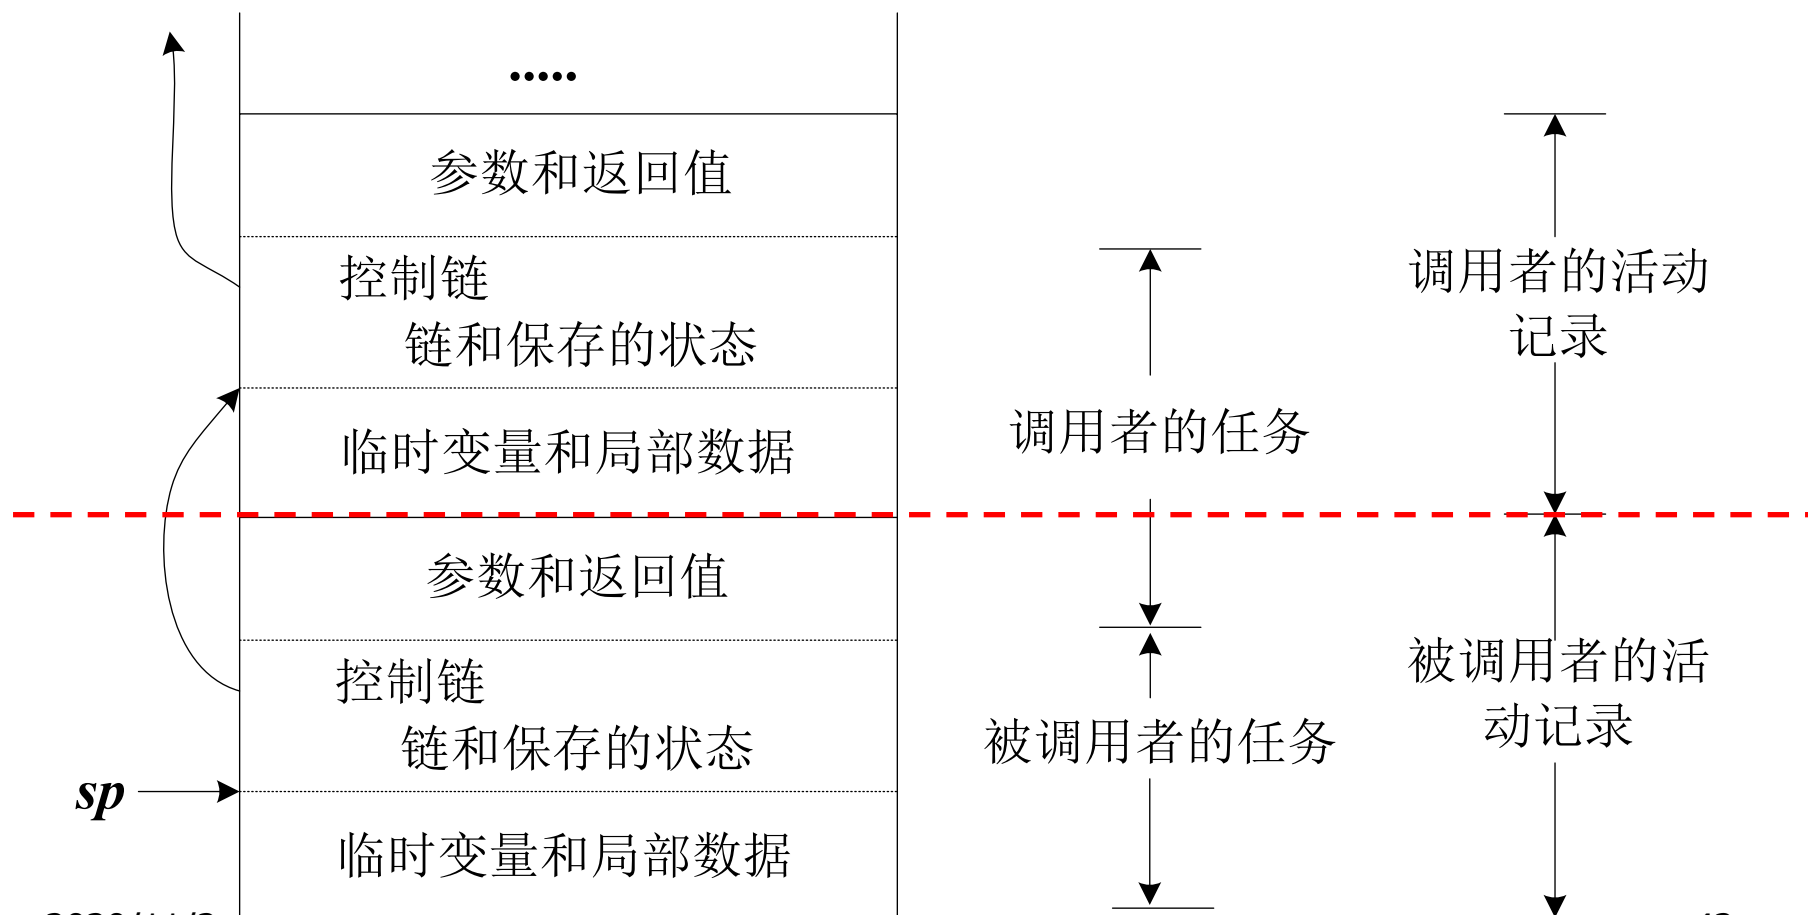 .....
参数和返回值
控制链
链和保存的状态
临时变量和局部数据
参数和返回值
控制链
链和保存的状态
sp
临时变量和局部数据
调用者的任务
被调用者的任务
调用者的活动
记录
被调用者的活
动记录